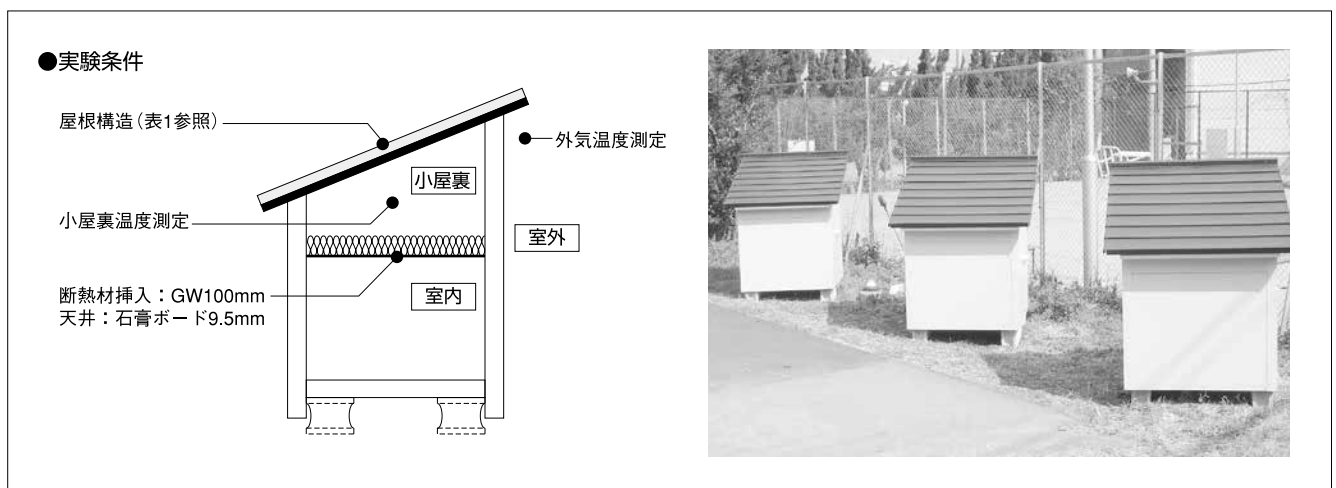 ●実験条件
屋根構造（表1参照）
外気温度測定
小屋裏
小屋裏温度測定
室外
断熱材挿入：GW100mm
天井：石膏ボード9.5mm
室内